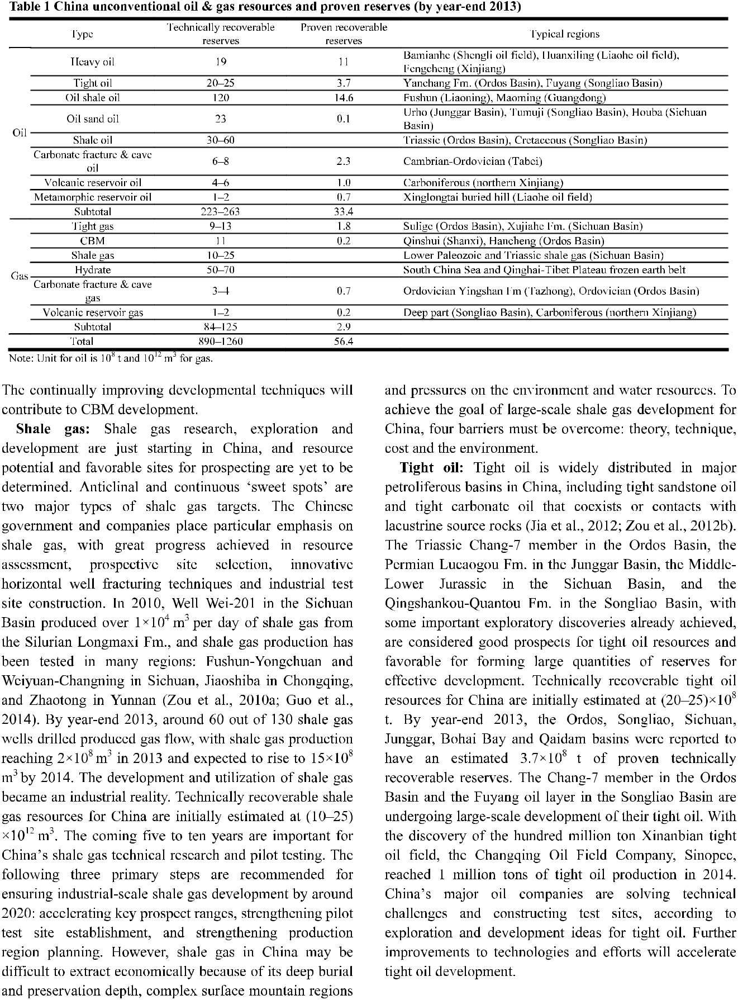 Table 1 China unconventional oil & gas resources and proven reserves (by year-end 2013)
Type Technically recoverable reserves Proven recoverable reserves Typical regions
Oil
Heavy oil 19 11 Bamianhe (Shengli oil field), Huanxiling (Liaohe oil field), Fengcheng (Xinjiang)
Tight oil 20–25 3.7 Yanchang Fm. (Ordos Basin), Fuyang (Songliao Basin)
Oil shale oil 120 14.6 Fushun (Liaoning), Maoming (Guangdong)
Oil sand oil 23 0.1 Urho (Junggar Basin), Tumuji (Songliao Basin), Houba (Sichuan Basin)
Shale oil 30–60 Triassic (Ordos Basin), Cretaceous (Songliao Basin)
Carbonate fracture & cave oil 6–8 2.3 Cambrian-Ordovician (Tabei)
Volcanic reservoir oil 4–6 1.0 Carboniferous (northern Xinjiang)
Metamorphic reservoir oil 1–2 0.7 Xinglongtai buried hill (Liaohe oil field)
Subtotal 223–263 33.4
Gas
Tight gas 9–13 1.8 Sulige (Ordos Basin), Xujiahe Fm. (Sichuan Basin)
CBM 11 0.2 Qinshui (Shanxi), Hancheng (Ordos Basin)
Shale gas 10–25 Lower Paleozoic and Triassic shale gas (Sichuan Basin)
Hydrate 50–70 South China Sea and Qinghai-Tibet Plateau frozen earth belt
Carbonate fracture & cave gas 3–4 0.7 Ordovician Yingshan Fm (Tazhong), Ordovician (Ordos Basin)
Volcanic reservoir gas 1–2 0.2 Deep part (Songliao Basin), Carboniferous (northern Xinjiang)
Subtotal 84–125 2.9
Total 890–1260 56.4
Note: Unit for oil is 10⁸ t and 10¹² m³ for gas.
The continually improving developmental techniques will
contribute to CBM development.
Shale gas: Shale gas research, exploration and
development are just starting in China, and resource
potential and favorable sites for prospecting are yet to be
determined. Anticlinal and continuous ‘sweet spots’ are
two major types of shale gas targets. The Chinese
government and companies place particular emphasis on
shale gas, with great progress achieved in resource
assessment, prospective site selection, innovative
horizontal well fracturing techniques and industrial test
site construction. In 2010, Well Wei-201 in the Sichuan
Basin produced over 1×10⁴ m³ per day of shale gas from
the Silurian Longmaxi Fm., and shale gas production has
been tested in many regions: Fushun-Yongchuan and
Weiyuan-Changning in Sichuan, Jiaoshiba in Chongqing,
and Zhaotong in Yunnan (Zou et al., 2010a; Guo et al.,
2014). By year-end 2013, around 60 out of 130 shale gas
wells drilled produced gas flow, with shale gas production
reaching 2×10⁸ m³ in 2013 and expected to rise to 15×10⁸
m³ by 2014. The development and utilization of shale gas
became an industrial reality. Technically recoverable shale
gas resources for China are initially estimated at (10–25)
×10¹² m³. The coming five to ten years are important for
China’s shale gas technical research and pilot testing. The
following three primary steps are recommended for
ensuring industrial-scale shale gas development by around
2020: accelerating key prospect ranges, strengthening pilot
test site establishment, and strengthening production
region planning. However, shale gas in China may be
difficult to extract economically because of its deep burial
and preservation depth, complex surface mountain regions
and pressures on the environment and water resources. To
achieve the goal of large-scale shale gas development for
China, four barriers must be overcome: theory, technique,
cost and the environment.
Tight oil: Tight oil is widely distributed in major
petroliferous basins in China, including tight sandstone oil
and tight carbonate oil that coexists or contacts with
lacustrine source rocks (Jia et al., 2012; Zou et al., 2012b).
The Triassic Chang-7 member in the Ordos Basin, the
Permian Lucaogou Fm. in the Junggar Basin, the Middle-
Lower Jurassic in the Sichuan Basin, and the
Qingshankou-Quantou Fm. in the Songliao Basin, with
some important exploratory discoveries already achieved,
are considered good prospects for tight oil resources and
favorable for forming large quantities of reserves for
effective development. Technically recoverable tight oil
resources for China are initially estimated at (20–25)×10⁸
t. By year-end 2013, the Ordos, Songliao, Sichuan,
Junggar, Bohai Bay and Qaidam basins were reported to
have an estimated 3.7×10⁸ t of proven technically
recoverable reserves. The Chang-7 member in the Ordos
Basin and the Fuyang oil layer in the Songliao Basin are
undergoing large-scale development of their tight oil. With
the discovery of the hundred million ton Xinanbian tight
oil field, the Changqing Oil Field Company, Sinopec,
reached 1 million tons of tight oil production in 2014.
China’s major oil companies are solving technical
challenges and constructing test sites, according to
exploration and development ideas for tight oil. Further
improvements to technologies and efforts will accelerate
tight oil development.